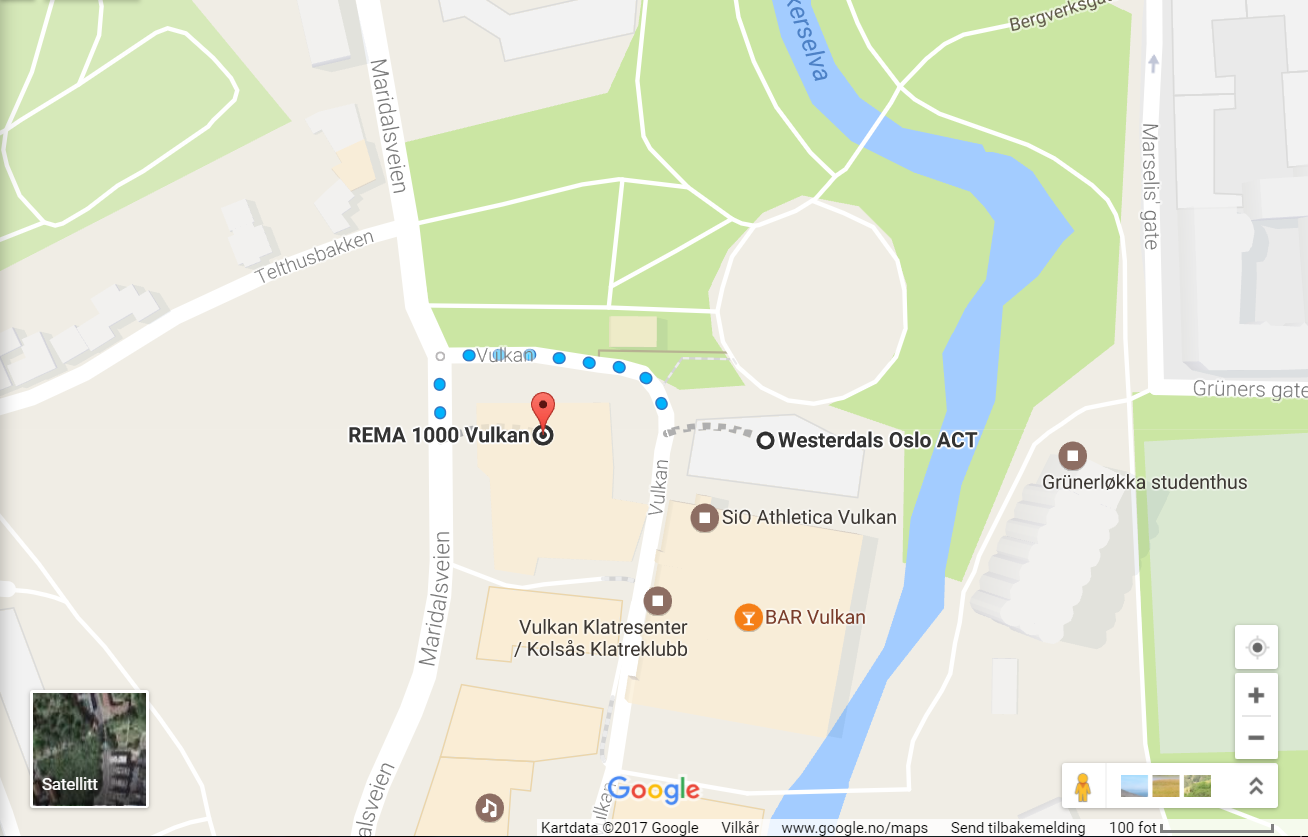 Bergverksga
kerselva
Maridalsveien
Marselis' gate
Telthusbakken
Vulkan
Grüners gate
REMA 1000 Vulkan
Westerdals Oslo ACT
Grünerløkka studenthus
Vulkan
SiO Athletica Vulkan
Maridalsveien
BAR Vulkan
Vulkan Klatresenter
/ Kolsås Klatreklubb
Satellitt
alsveien
Vulkan
Google
Kartdata ©2017 Google Vilkår www.google.no/maps Send tilbakemelding 100 fot